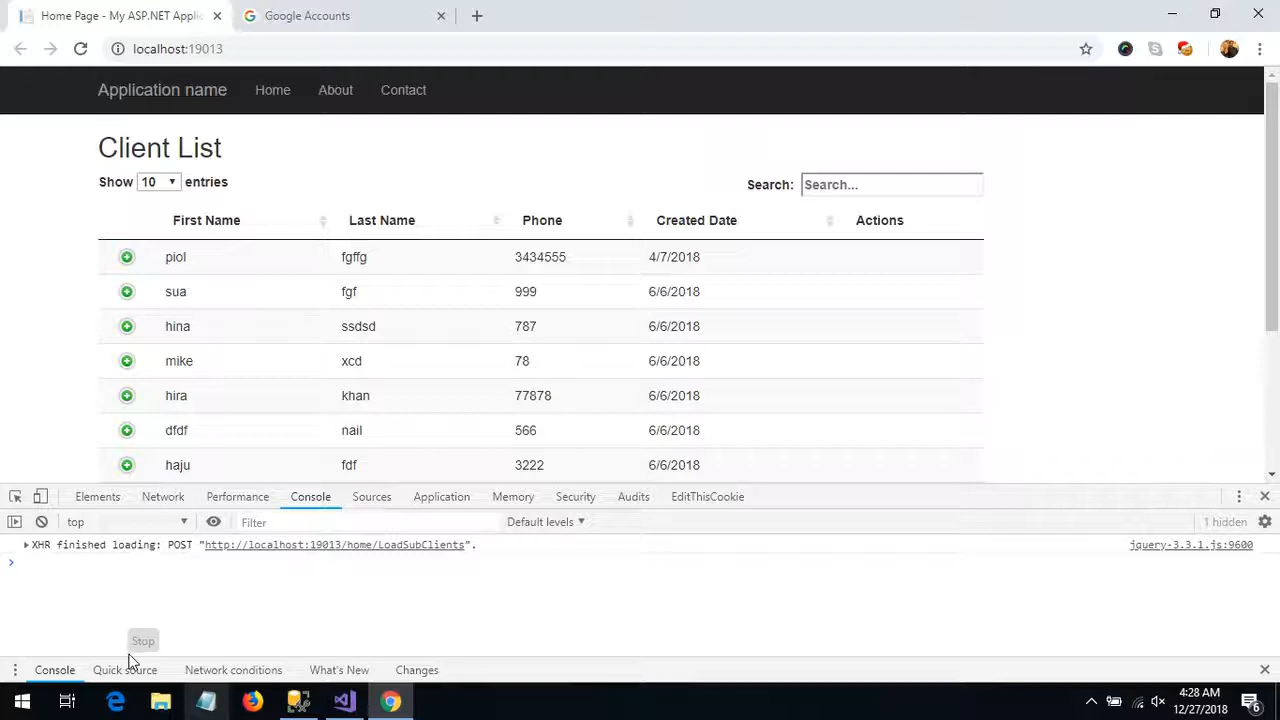 Home Page - My ASP.NET Applic
Google Accounts
localhost:19013
Application name Home About Contact
Client List
Show 10 entries
Search: Search...
First Name Last Name Phone Created Date Actions
piol fgffg 3434555 4/7/2018
sua fgf 999 6/6/2018
hina ssdsd 787 6/6/2018
mike xcd 78 6/6/2018
hira khan 77878 6/6/2018
dfdf nail 566 6/6/2018
haju fdf 3222 6/6/2018
Elements Network Performance Console Sources Application Memory Security Audits EditThisCookie
top Filter Default levels 1 hidden
XHR finished loading: POST "http://localhost:19013/home/LoadSubClients". jquery-3.3.1.js:9600
Stop
Console Quick source Network conditions What's New Changes
4:28 AM
12/27/2018
6